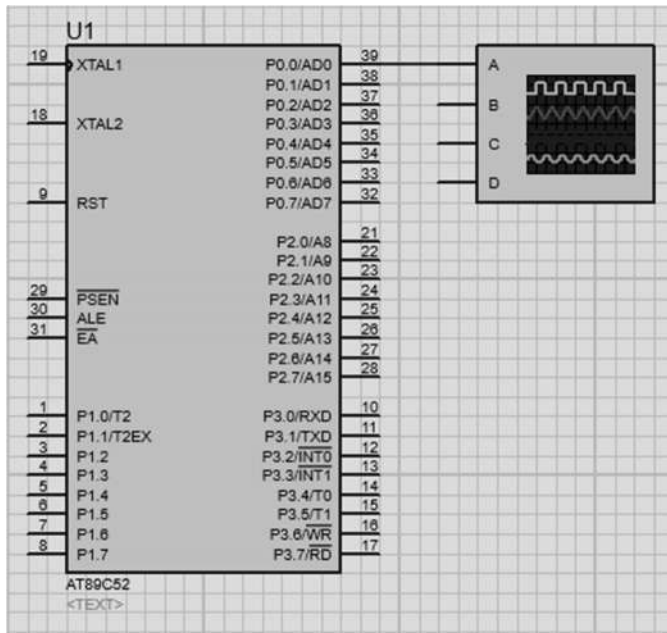 U1
19 XTAL1 P0.0/AD0 39 A
P0.1/AD1 38
P0.2/AD2 37 B
18 XTAL2 P0.3/AD3 36
P0.4/AD4 35 C
P0.5/AD5 34
P0.6/AD6 33 D
9 RST P0.7/AD7 32
P2.0/A8 21
P2.1/A9 22
P2.2/A10 23
29 PSEN P2.3/A11 24
30 ALE P2.4/A12 25
31 EA P2.5/A13 26
P2.6/A14 27
P2.7/A15 28
1 P1.0/T2 P3.0/RXD 10
2 P1.1/T2EX P3.1/TXD 11
3 P1.2 P3.2/INT0 12
4 P1.3 P3.3/INT1 13
5 P1.4 P3.4/T0 14
6 P1.5 P3.5/T1 15
7 P1.6 P3.6/WR 16
8 P1.7 P3.7/RD 17
AT89C52
<TEXT>